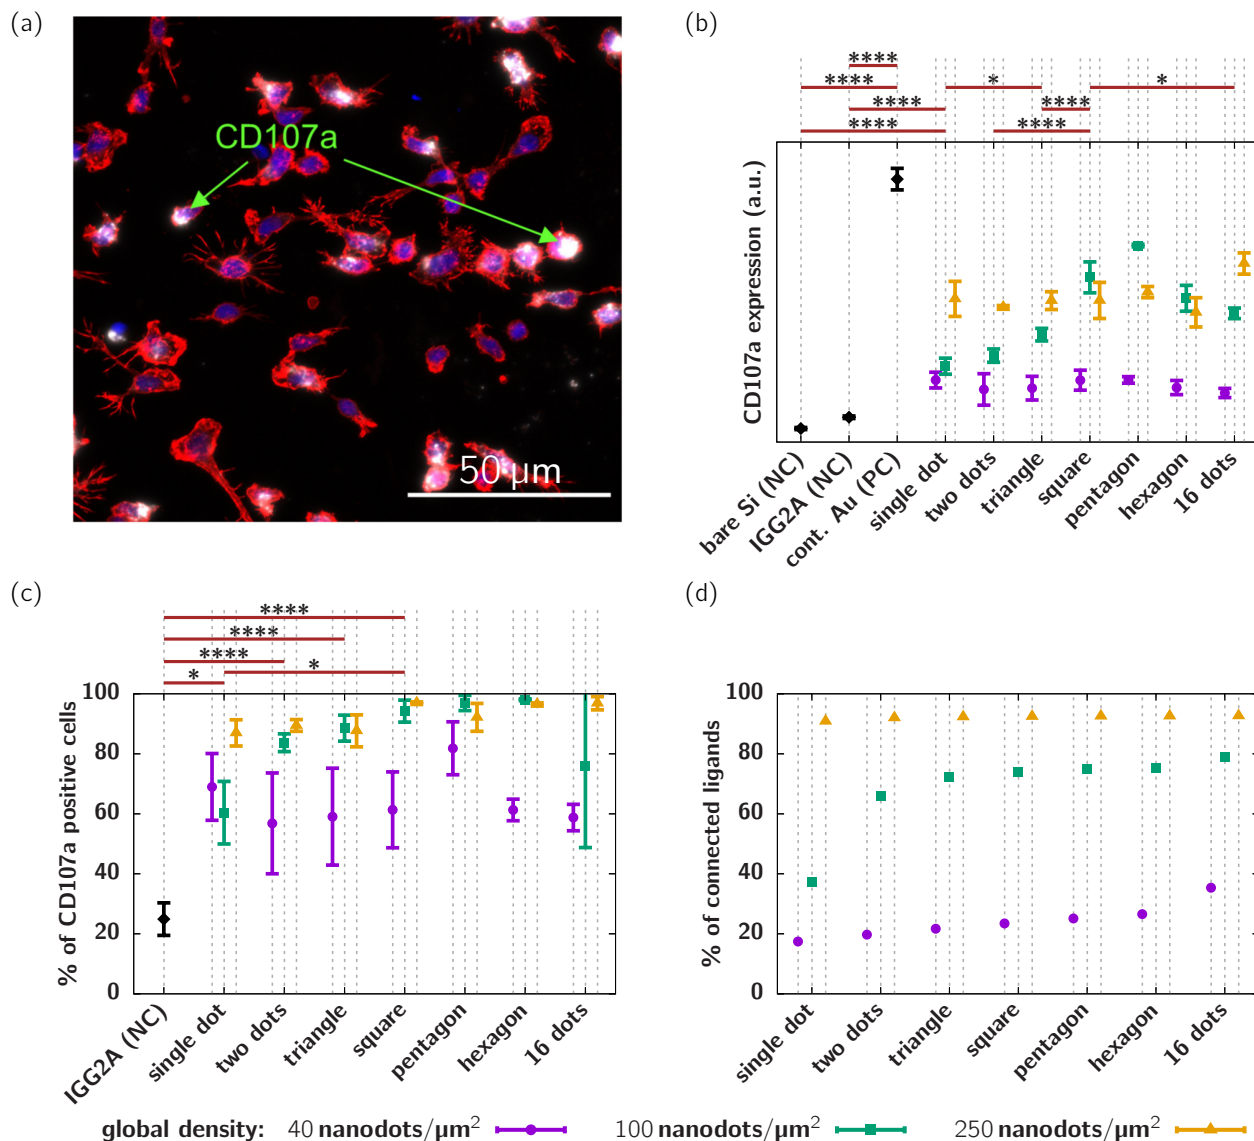 (a)
CD107a
50 μm
(b)
****
**** * *
**** ****
**** ****
CD107a expression (a.u.)
bare Si (NC)
IGG2A (NC)
cont. Au (PC)
single dot
two dots
triangle
square
pentagon
hexagon
16 dots
(c)
****
****
****
* *
% of CD107a positive cells
100
80
60
40
20
0
IGG2A (NC)
single dot
two dots
triangle
square
pentagon
hexagon
16 dots
(d)
% of connected ligands
100
80
60
40
20
0
single dot
two dots
triangle
square
pentagon
hexagon
16 dots
global density: 40 nanodots/μm² 100 nanodots/μm² 250 nanodots/μm²